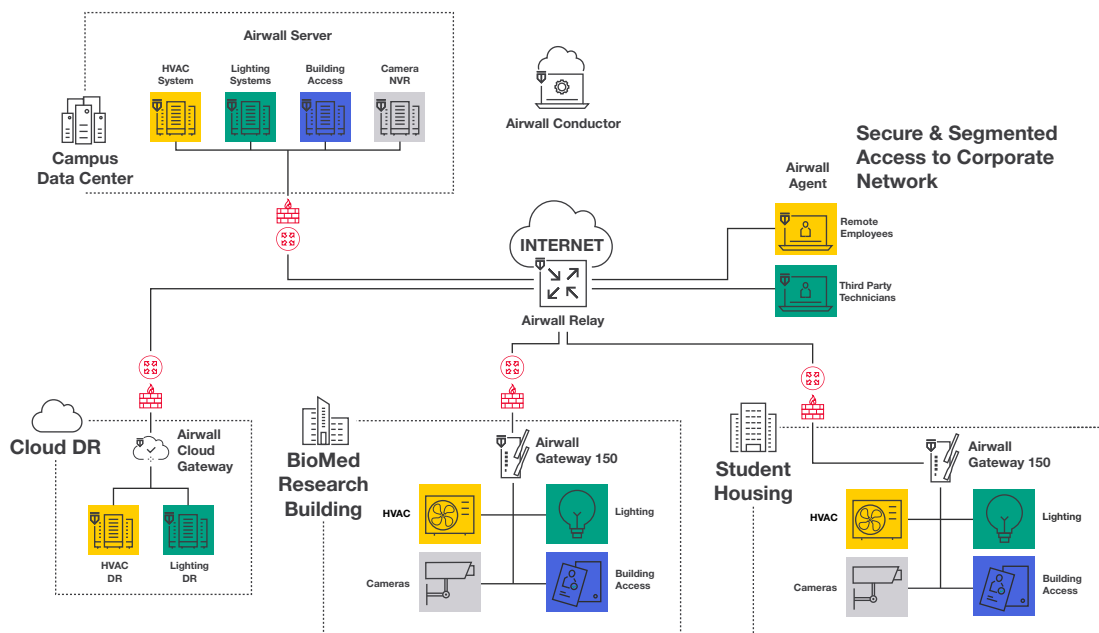 Airwall Server
HVAC
System
Lighting
Systems
Building
Access
Camera
NVR
Campus
Data Center
Airwall Conductor
Secure & Segmented
Access to Corporate
Network
Airwall
Agent
Remote
Employees
Third Party
Technicians
INTERNET
Airwall Relay
Cloud DR
Airwall
Cloud
Gateway
HVAC
DR
Lighting
DR
BioMed
Research
Building
Airwall
Gateway 150
HVAC
Lighting
Cameras
Building
Access
Student
Housing
Airwall
Gateway 150
HVAC
Lighting
Cameras
Building
Access